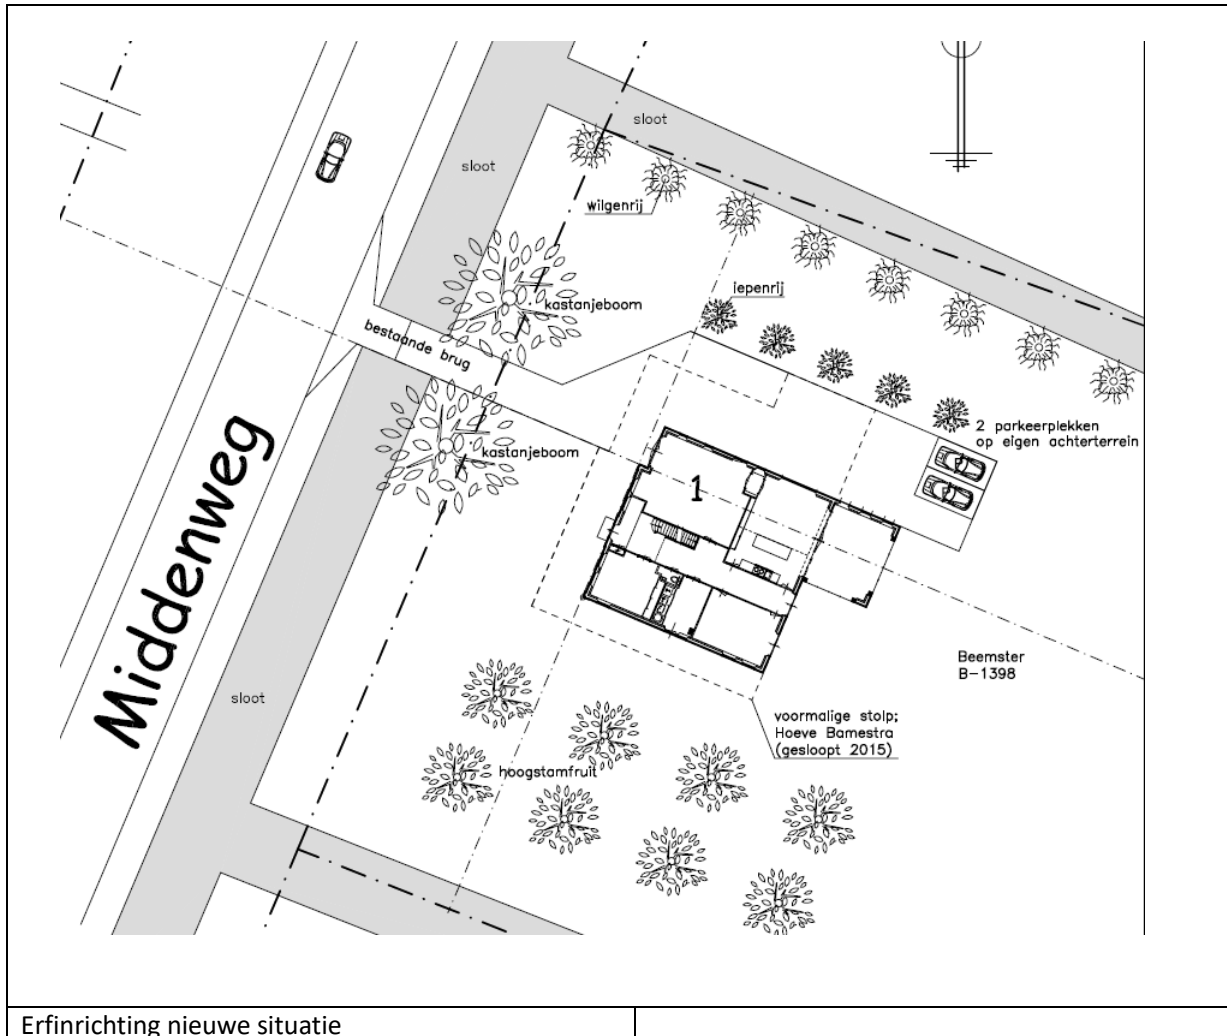 sloot
sloot
wilgenrij
iepenrij
kastanjeboom
bestaande brug
2 parkeerplekken
op eigen achterterrein
kastanjeboom
1
Middenweg
Beemster
B-1398
sloot
voormalige stolp;
Hoeve Bamestra
(gesloopt 2015)
hoogstamfruit
Erfinrichting nieuwe situatie